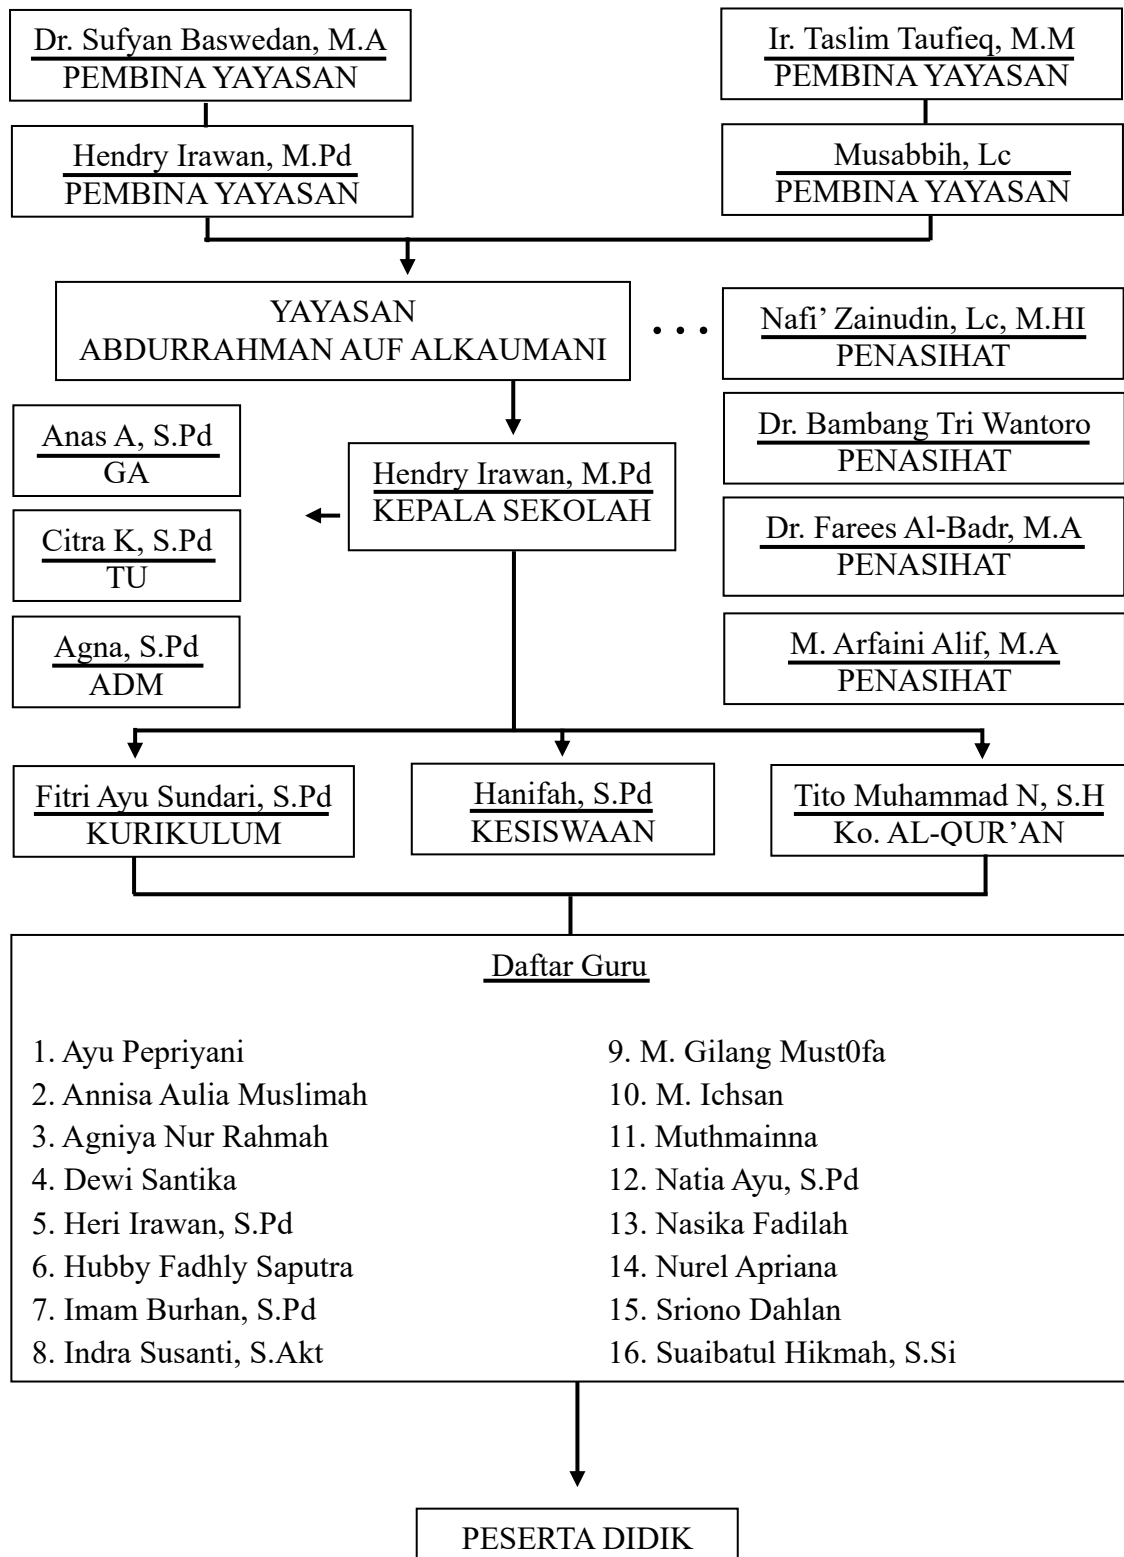 Dr. Sufyan Baswedan, M.A
PEMBINA YAYASAN
Ir. Taslim Taufieq, M.M
PEMBINA YAYASAN
Hendry Irawan, M.Pd
PEMBINA YAYASAN
Musabbih, Lc
PEMBINA YAYASAN
YAYASAN
ABDURRAHMAN AUF ALKAUMANI
. . .
Nafi’ Zainudin, Lc, M.HI
PENASIHAT
Anas A, S.Pd
GA
Hendry Irawan, M.Pd
KEPALA SEKOLAH
Dr. Bambang Tri Wantoro
PENASIHAT
Citra K, S.Pd
TU
Dr. Farees Al-Badr, M.A
PENASIHAT
Agna, S.Pd
ADM
M. Arfaini Alif, M.A
PENASIHAT
Fitri Ayu Sundari, S.Pd
KURIKULUM
Hanifah, S.Pd
KESISWAAN
Tito Muhammad N, S.H
Ko. AL-QUR’AN
Daftar Guru
1. Ayu Pepriyani
2. Annisa Aulia Muslimah
3. Agniya Nur Rahmah
4. Dewi Santika
5. Heri Irawan, S.Pd
6. Hubby Fadhly Saputra
7. Imam Burhan, S.Pd
8. Indra Susanti, S.Akt
9. M. Gilang Must0fa
10. M. Ichsan
11. Muthmainna
12. Natia Ayu, S.Pd
13. Nasika Fadilah
14. Nurel Apriana
15. Sriono Dahlan
16. Suaibatul Hikmah, S.Si
PESERTA DIDIK